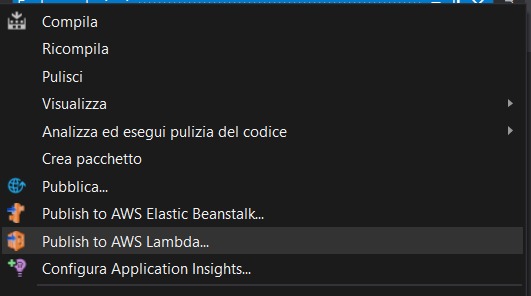 Compila
Ricompila
Pulisci
Visualizza
Analizza ed esegui pulizia del codice
Crea pacchetto
Pubblica...
Publish to AWS Elastic Beanstalk...
Publish to AWS Lambda...
Configura Application Insights...